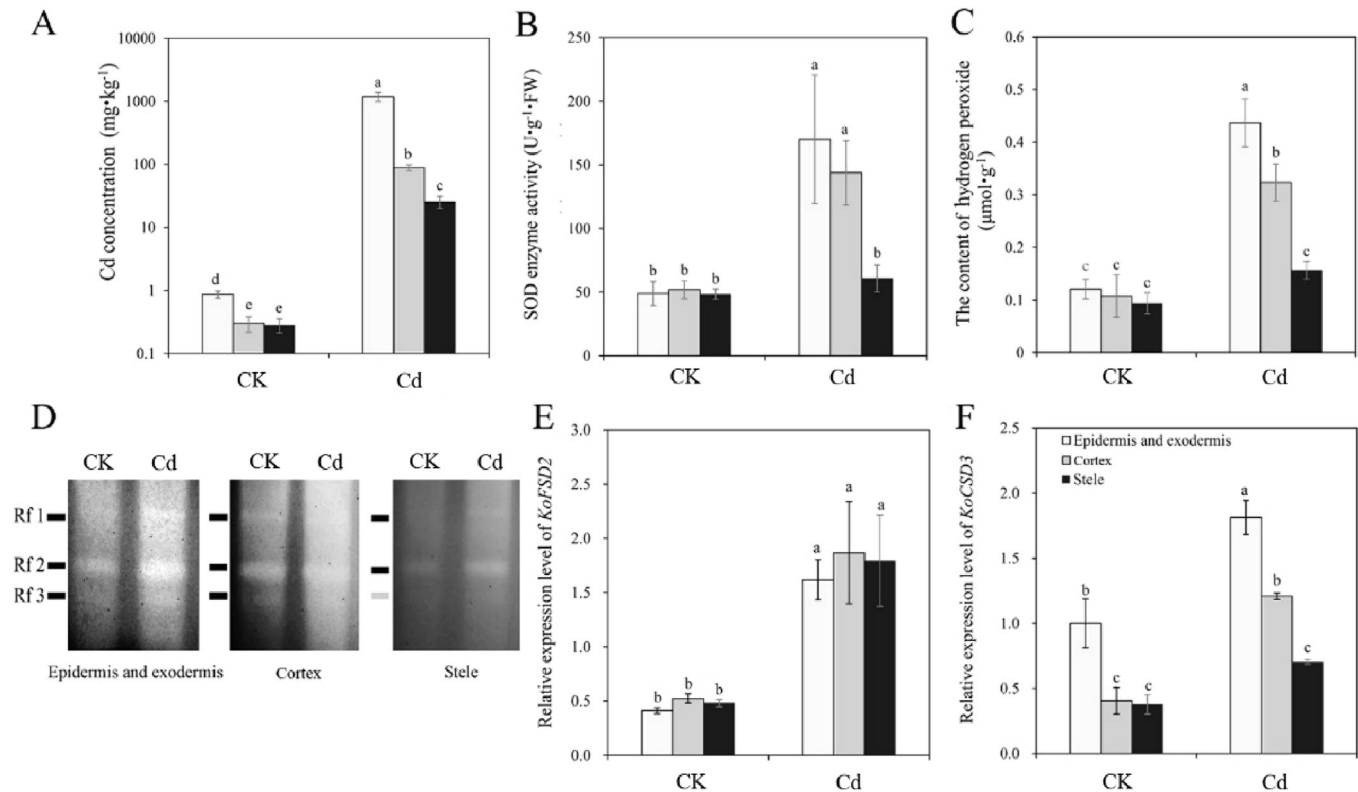 A
Cd concentration (mg•kg-1)
10000
1000
100
10
1
0.1
d
e
e
a
b
c
CK
Cd
B
SOD enzyme activity (U•g-1•FW)
250
200
150
100
50
0
b
b
b
a
a
b
CK
Cd
C
The content of hydrogen peroxide
(μmol•g-1)
0.6
0.5
0.4
0.3
0.2
0.1
0
c
c
c
a
b
c
CK
Cd
D
CK
Cd
CK
Cd
CK
Cd
Rf 1
Rf 2
Rf 3
Epidermis and exodermis
Cortex
Stele
E
Relative expression level of KoFSD2
3.0
2.5
2.0
1.5
1.0
0.5
0.0
b
b
b
a
a
a
CK
Cd
F
Relative expression level of KoCSD3
2.5
2.0
1.5
1.0
0.5
0.0
Epidermis and exodermis
Cortex
Stele
b
c
c
a
b
c
CK
Cd